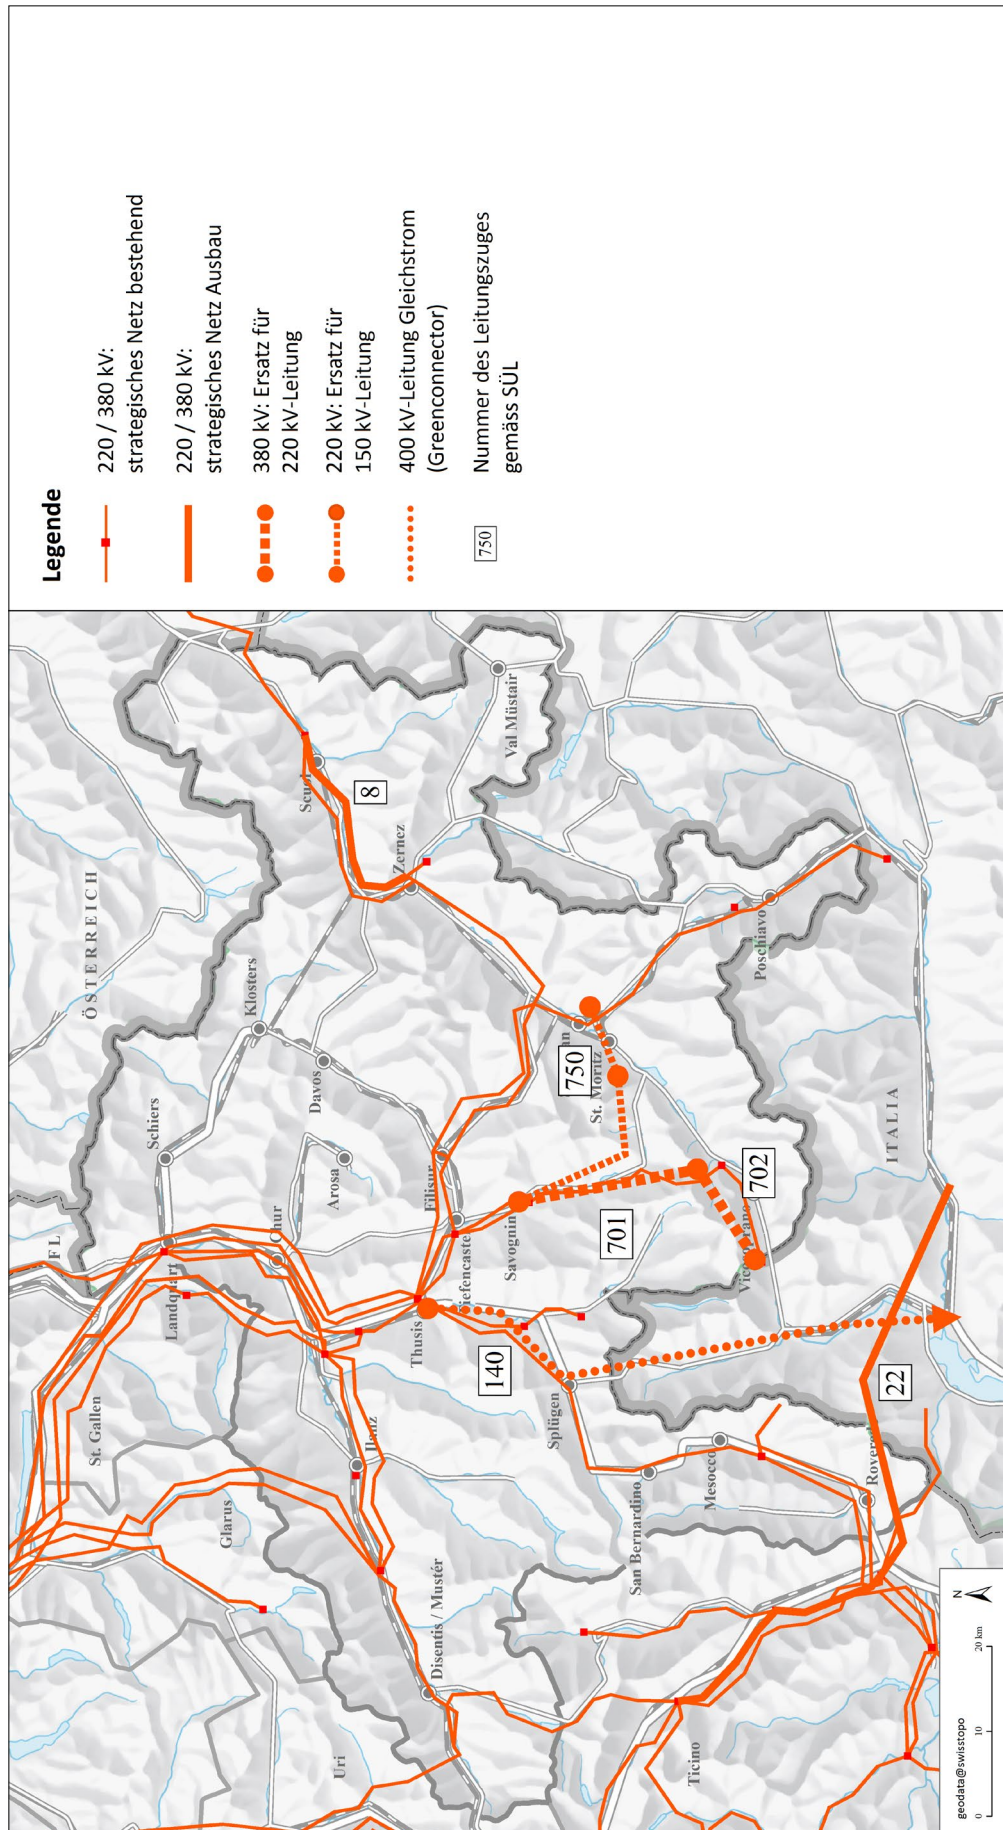 Legende
220 / 380 kV:
strategisches Netz bestehend
220 / 380 kV:
strategisches Netz Ausbau
380 kV: Ersatz für
220 kV-Leitung
220 kV: Ersatz für
150 kV-Leitung
400 kV-Leitung Gleichstrom
(Greenconnector)
750
Nummer des Leitungszuges
gemäss SÜL
ÖSTERREICH
FL
Schiers
Klosters
Landquart
St. Gallen
Chur
Arosa
Davos
Scuol
8
Zernez
Val Müstair
Glarus
Ilanz
Thusis
Filisur
Tiefencastel
Savognin
140
Splügen
701
750
St. Moritz
702
Vicosoprano
Poschiavo
Uri
Disentis / Mustér
San Bernardino
Mesocco
Roveredo
22
ITALIA
Ticino
geodata@swisstopo
0 10 20 km
N